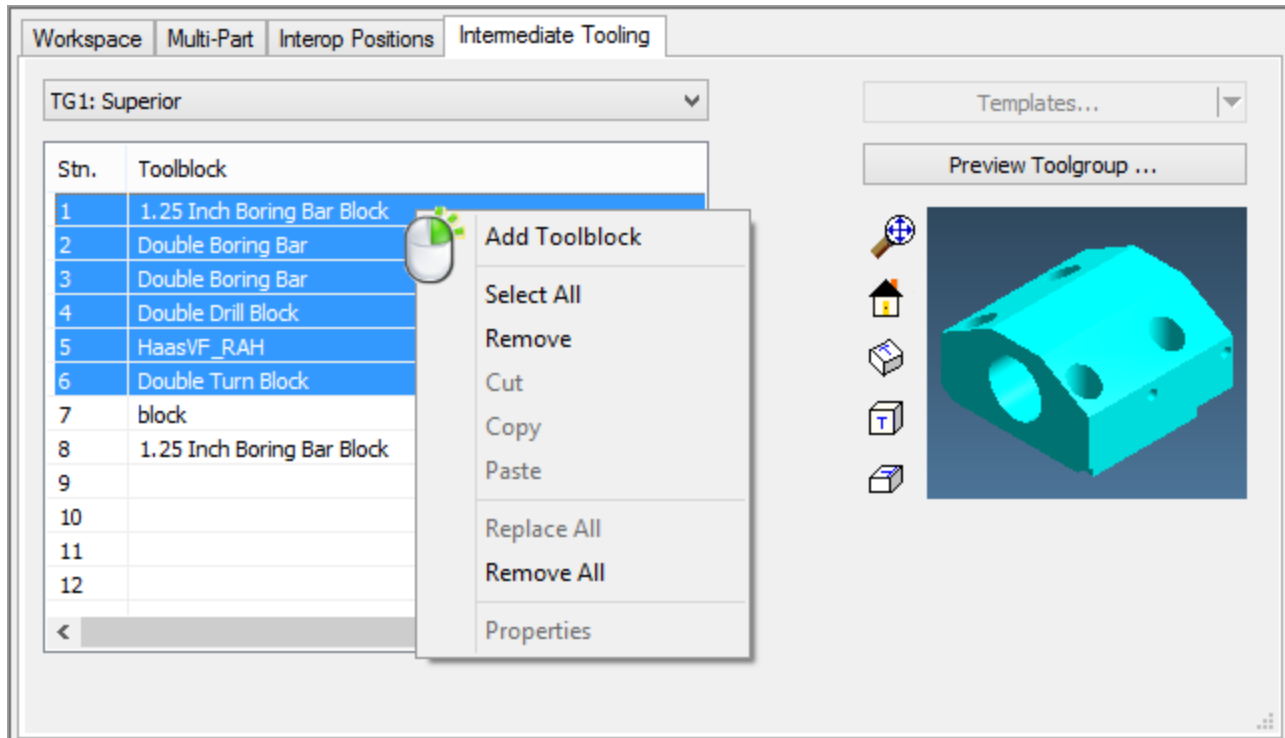 Workspace Multi-Part Interop Positions Intermediate Tooling
TG1: Superior
Templates...
Preview Toolgroup ...
Stn. Toolblock
1 1.25 Inch Boring Bar Block
2 Double Boring Bar
3 Double Boring Bar
4 Double Drill Block
5 HaasVF_RAH
6 Double Turn Block
7 block
8 1.25 Inch Boring Bar Block
9
10
11
12
Add Toolblock
Select All
Remove
Cut
Copy
Paste
Replace All
Remove All
Properties
T